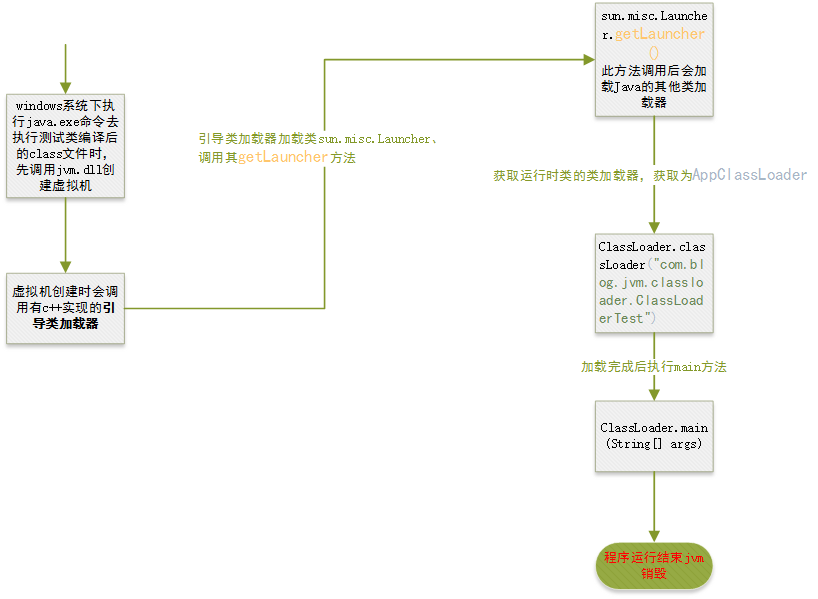 windows系统下执
行java.exe命令去
执行测试类编译后
的class文件时，
先调用jvm.dll创
建虚拟机
虚拟机创建时会调
用有c++实现的引
导类加载器
引导类加载器加载类sun.misc.Launcher、
调用其getLauncher方法
sun.misc.Launche
r.getLauncher
()
此方法调用后会加
载Java的其他类加
载器
获取运行时类的类加载器，获取为AppClassLoader
ClassLoader.clas
sLoader("com.bl
og.jvm.classlo
ader.ClassLoad
erTest")
加载完成后执行main方法
ClassLoader.main
(String[] args)
程序运行结束jvm
销毁